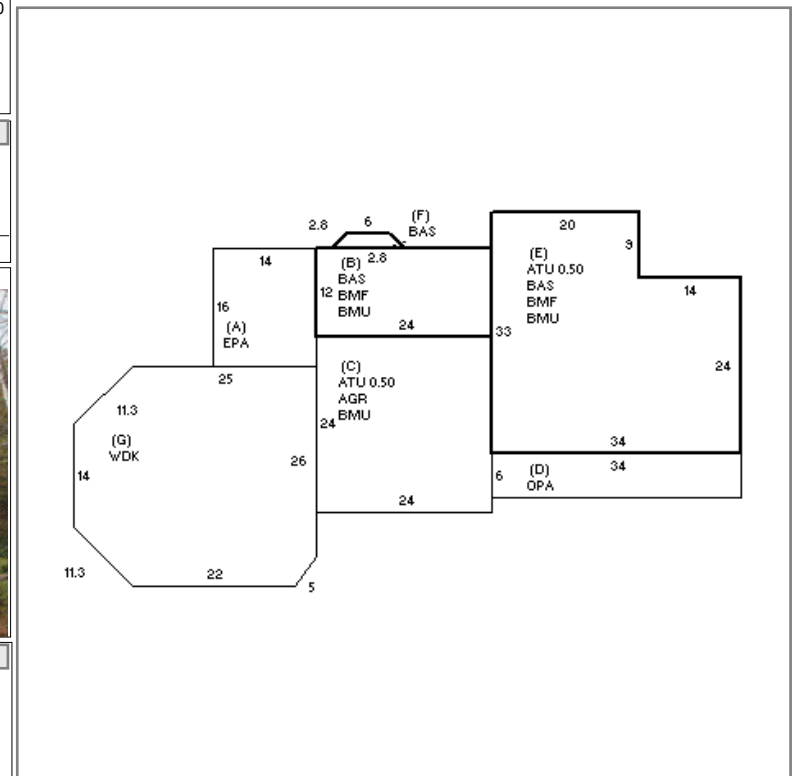 20
9
(E)
ATU 0.50
BAS
BMF
BMU
14
33
24
34
2.8
6
(F)
BAS
2.8
14
16
(A)
EPA
(B)
BAS
BMF
BMU
12
24
(C)
ATU 0.50
AGR
BMU
24
24
34
6
(D)
OPA
25
11.3
(G)
WDK
14
26
11.3
22
5